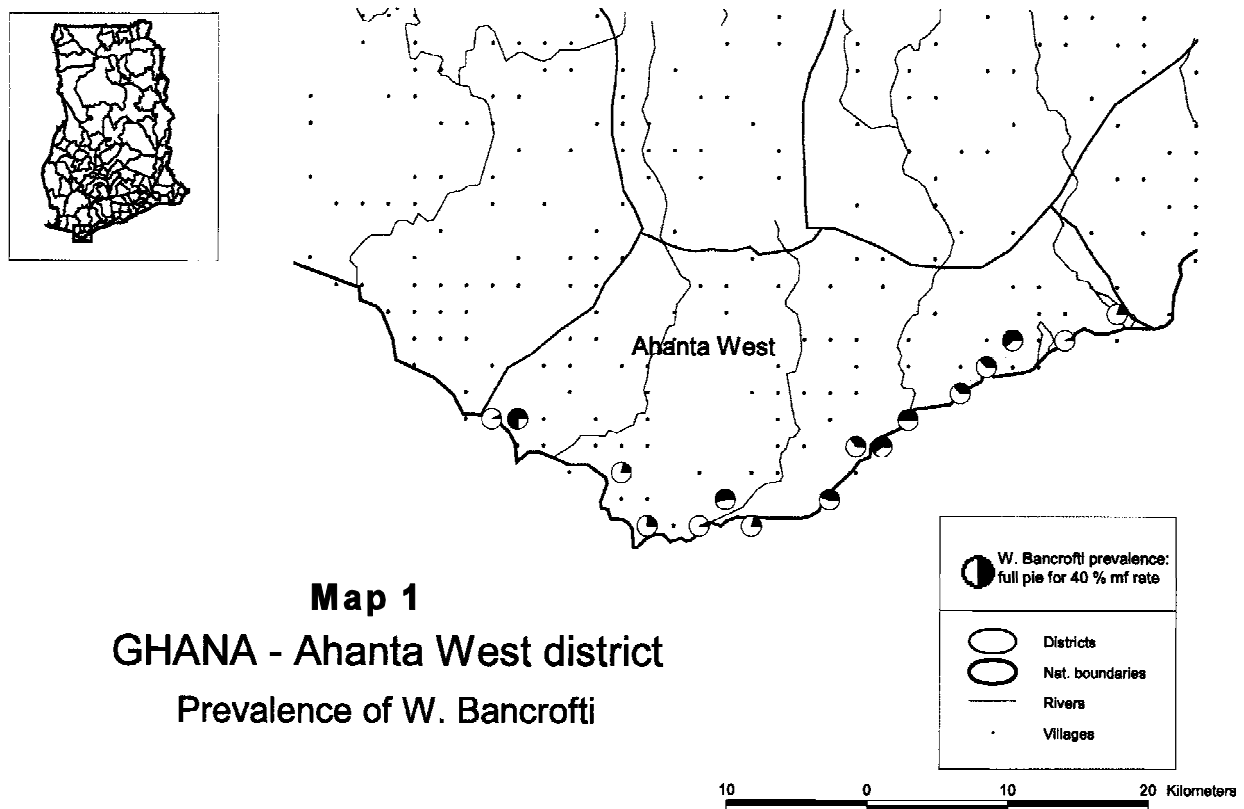 Ahanta West
Map 1
GHANA - Ahanta West district
Prevalence of W. Bancrofti
W. Bancrofti prevalence:
full pie for 40 % mf rate
Districts
Nat. boundaries
Rivers
Villages
10 0 10 20 Kilometers